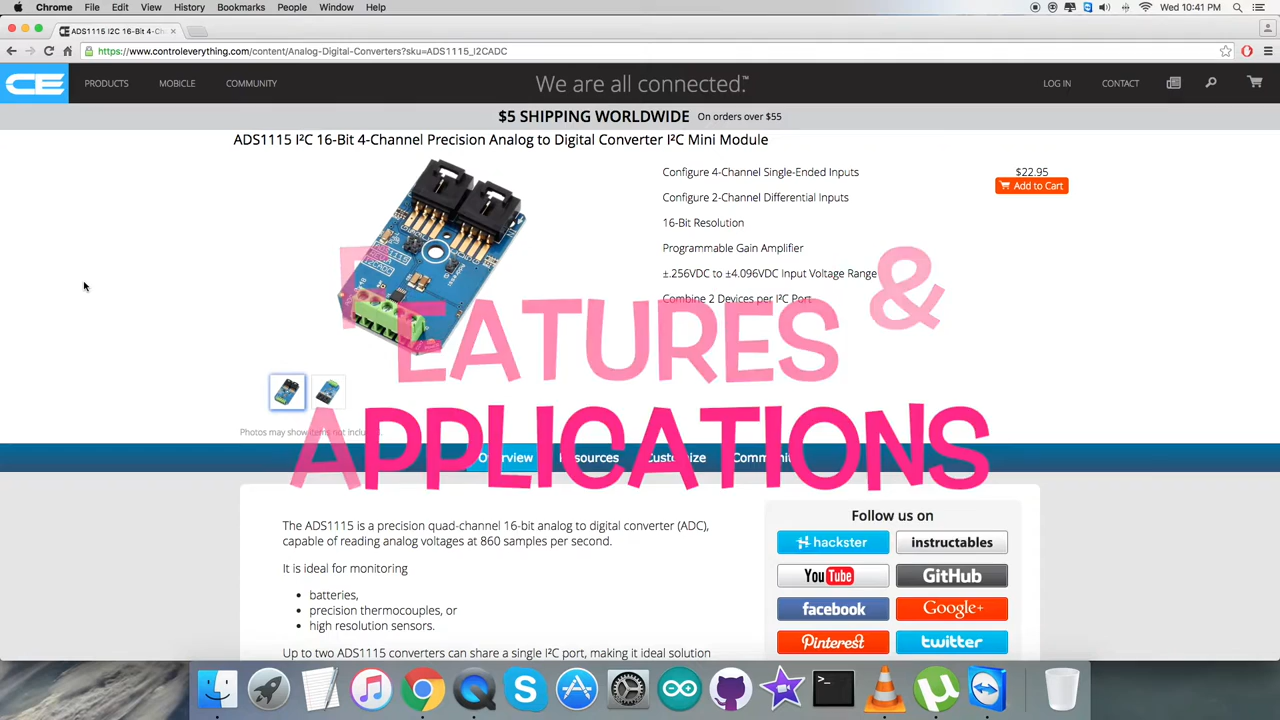 Chrome File Edit View History Bookmarks People Window Help
Wed 10:41 PM
ADS1115 I2C 16-Bit 4-Ch
https://www.controleverything.com/content/Analog-Digital-Converters?sku=ADS1115_I2CADC
CE PRODUCTS MOBICLE COMMUNITY We are all connected.™ LOG IN CONTACT
$5 SHIPPING WORLDWIDE On orders over $55
ADS1115 I²C 16-Bit 4-Channel Precision Analog to Digital Converter I²C Mini Module
Configure 4-Channel Single-Ended Inputs
$22.95
Add to Cart
Configure 2-Channel Differential Inputs
16-Bit Resolution
Programmable Gain Amplifier
±.256VDC to ±4.096VDC Input Voltage Range
Combine 2 Devices per I²C Port
FEATURES &
APPLICATIONS
Photos may show items not inclu
Overview Resources Customize Community
The ADS1115 is a precision quad-channel 16-bit analog to digital converter (ADC),
capable of reading analog voltages at 860 samples per second.
It is ideal for monitoring
batteries,
precision thermocouples, or
high resolution sensors.
Up to two ADS1115 converters can share a single I²C port, making it ideal solution
Follow us on
hackster instructables
YouTube GitHub
facebook Google+
Pinterest twitter